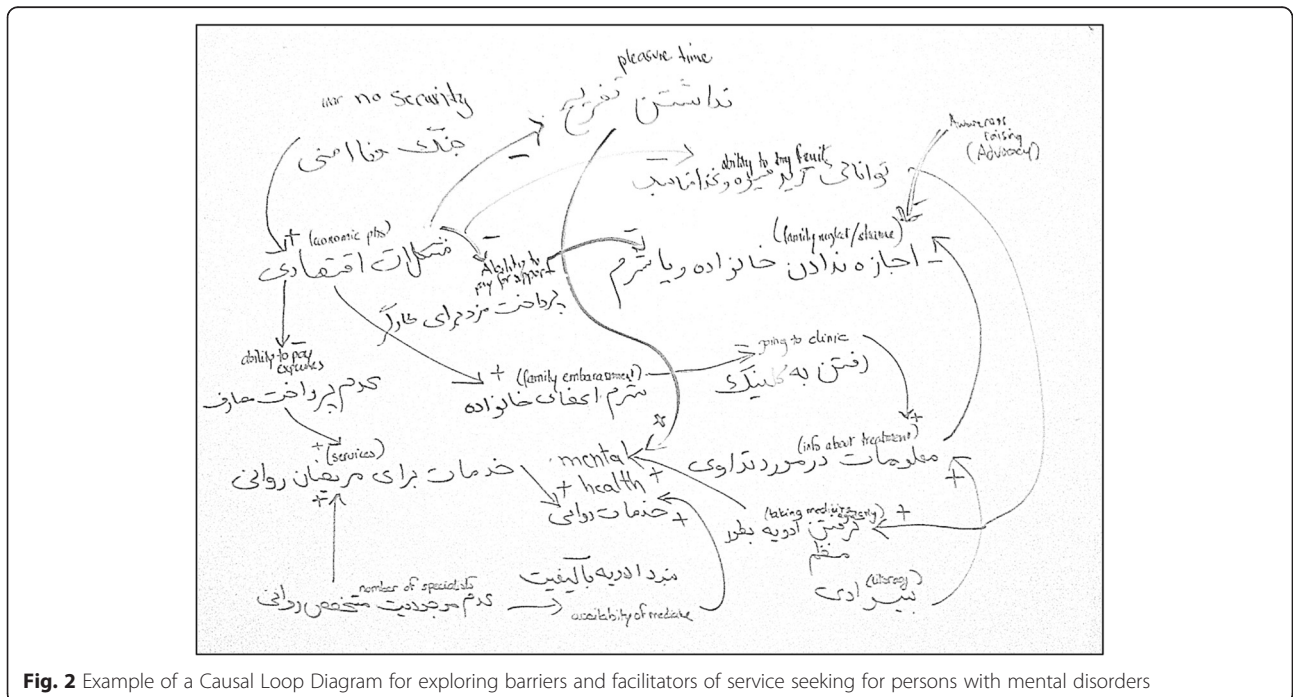 pleasure time
نداشتن تفریح
war no security
جنگ و نا امنی
Awareness
raising
(Advocacy)
ability to buy fruit
توانائی خرید میوه و غذا مناسب
+ (economic pbs)
مشکلات اقتصادی
-
-
-
Ability to
pay for support
پرداخت مزد برای کارگر
(family neglect/shame)
اجازه ندادن خانواده و یا شرم
-
ability to pay
expenses
عدم پرداخت مصارف
+ (family embarassment)
شرم اعضای خانواده
- going to clinic
رفتن به کلینیک
+ (services)
خدمات برای مریضان روانی
+
mental
+ health +
خدمات روانی +
+
(info about treatment)
معلومات در مورد تداوی
+
(taking medicine regularly) +
گرفتن ادویه بطور
منظم
(literacy)
number of specialists
عدم موجودیت متخصص روانی
ادویه باکیفیت
availability of medicine
Fig. 2 Example of a Causal Loop Diagram for exploring barriers and facilitators of service seeking for persons with mental disorders